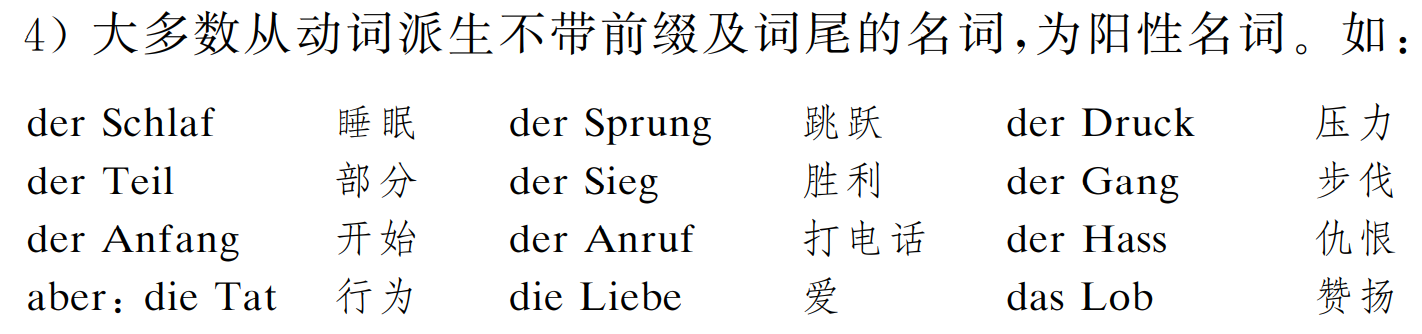 4）大多数从动词派生不带前缀及词尾的名词，为阳性名词。如：
der Schlaf 睡眠 der Sprung 跳跃 der Druck 压力
der Teil 部分 der Sieg 胜利 der Gang 步伐
der Anfang 开始 der Anruf 打电话 der Hass 仇恨
aber：die Tat 行为 die Liebe 爱 das Lob 赞扬